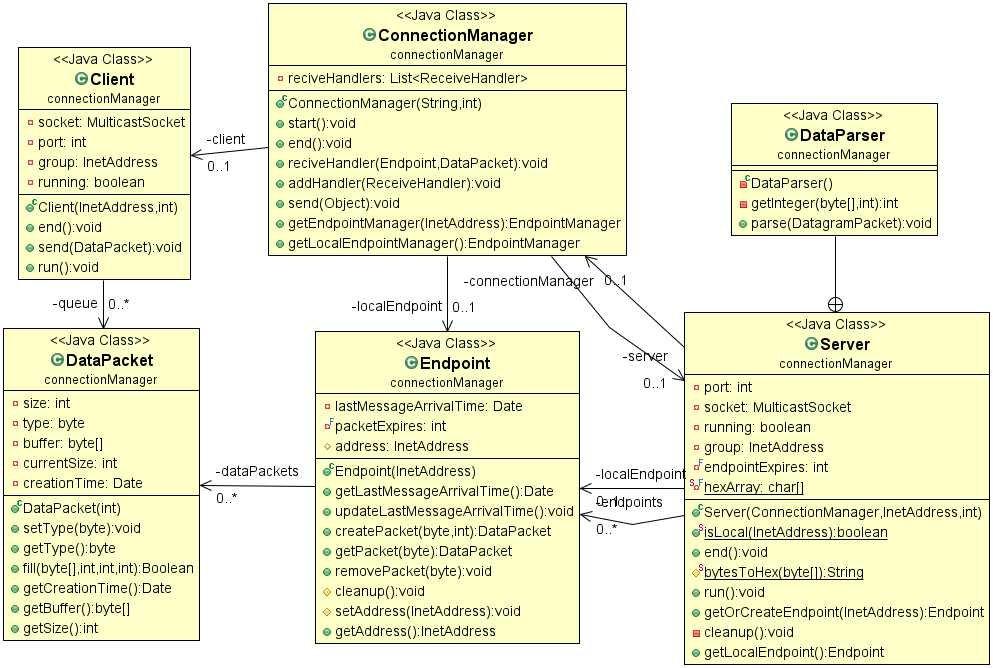 <<Java Class>>
Client
connectionManager
socket: MulticastSocket
port: int
group: InetAddress
running: boolean
Client(InetAddress,int)
end():void
send(DataPacket):void
run():void
<<Java Class>>
ConnectionManager
connectionManager
reciveHandlers: List<ReceiveHandler>
ConnectionManager(String,int)
start():void
end():void
reciveHandler(Endpoint,DataPacket):void
addHandler(ReceiveHandler):void
send(Object):void
getEndpointManager(InetAddress):EndpointManager
getLocalEndpointManager():EndpointManager
<<Java Class>>
DataParser
connectionManager
DataParser()
getInteger(byte[],int):int
parse(DatagramPacket):void
-client
0..1
-queue
0..*
-localEndpoint
0..1
-connectionManager
0..1
-server
0..1
<<Java Class>>
DataPacket
connectionManager
size: int
type: byte
buffer: byte[]
currentSize: int
creationTime: Date
DataPacket(int)
setType(byte):void
getType():byte
fill(byte[],int,int,int):Boolean
getCreationTime():Date
getBuffer():byte[]
getSize():int
-dataPackets
0..*
<<Java Class>>
Endpoint
connectionManager
lastMessageArrivalTime: Date
packetExpires: int
address: InetAddress
Endpoint(InetAddress)
getLastMessageArrivalTime():Date
updateLastMessageArrivalTime():void
createPacket(byte,int):DataPacket
getPacket(byte):DataPacket
removePacket(byte):void
cleanup():void
setAddress(InetAddress):void
getAddress():InetAddress
-localEndpoint
0..1
-endpoints
0..*
<<Java Class>>
Server
connectionManager
port: int
socket: MulticastSocket
running: boolean
group: InetAddress
endpointExpires: int
hexArray: char[]
Server(ConnectionManager,InetAddress,int)
isLocal(InetAddress):boolean
end():void
bytesToHex(byte[]):String
run():void
getOrCreateEndpoint(InetAddress):Endpoint
cleanup():void
getLocalEndpoint():Endpoint